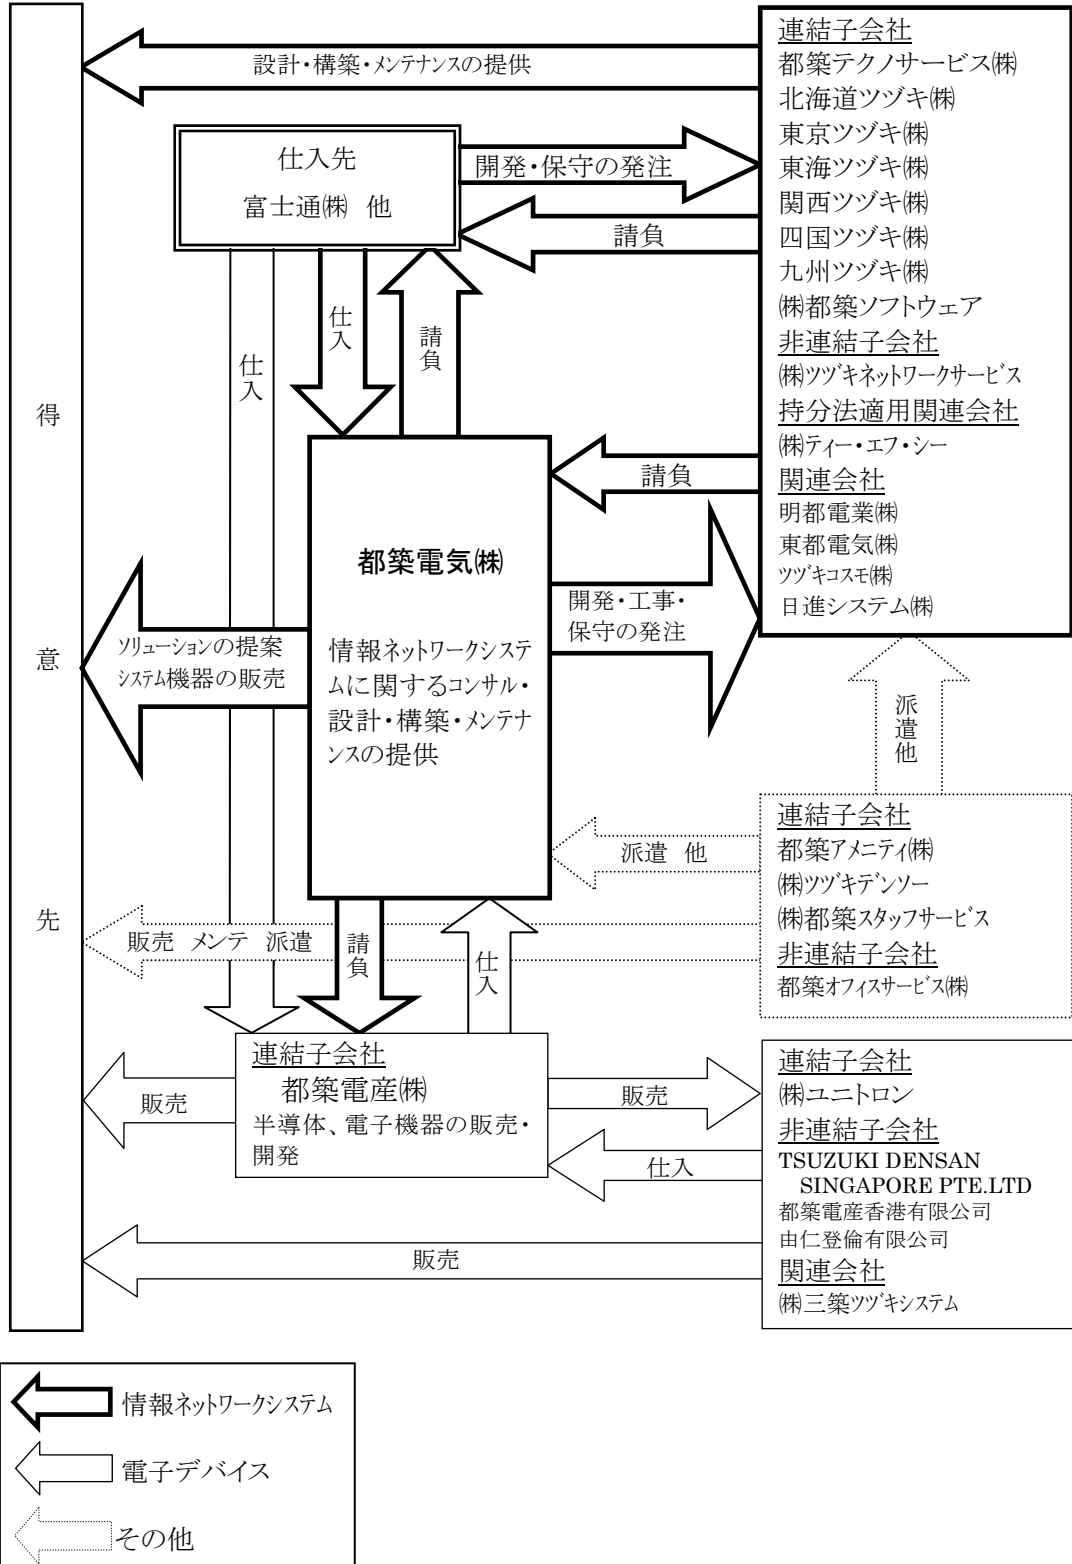 得意先
設計・構築・メンテナンスの提供
仕入先
富士通㈱ 他
開発・保守の発注
請負
仕入
仕入
請負
連結子会社
都築テクノサービス㈱
北海道ツヅキ㈱
東京ツヅキ㈱
東海ツヅキ㈱
関西ツヅキ㈱
四国ツヅキ㈱
九州ツヅキ㈱
㈱都築ソフトウェア
非連結子会社
㈱ツヅキネットワークサービス
持分法適用関連会社
㈱ティー・エフ・シー
関連会社
明都電業㈱
東都電気㈱
ツヅキコスモ㈱
日進システム㈱
請負
都築電気㈱
情報ネットワークシステ
ムに関するコンサル・
設計・構築・メンテナ
ンスの提供
開発・工事・
保守の発注
ソリューションの提案
システム機器の販売
派遣他
派遣 他
連結子会社
都築アメニティ㈱
㈱ツヅキデンソー
㈱都築スタッフサービス
非連結子会社
都築オフィスサービス㈱
販売 メンテ 派遣
請負
仕入
連結子会社
都築電産㈱
半導体、電子機器の販売・
開発
販売
販売
仕入
販売
連結子会社
㈱ユニトロン
非連結子会社
TSUZUKI DENSAN
SINGAPORE PTE.LTD
都築電産香港有限公司
由仁登倫有限公司
関連会社
㈱三築ツヅキシステム
情報ネットワークシステム
電子デバイス
その他